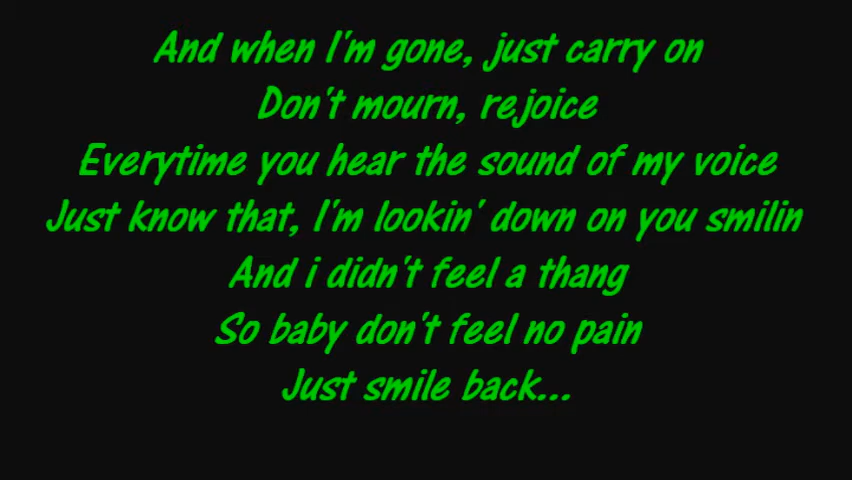 And when I'm gone, just carry on
Don't mourn, rejoice
Everytime you hear the sound of my voice
Just know that, I'm lookin' down on you smilin
And i didn't feel a thang
So baby don't feel no pain
Just smile back...